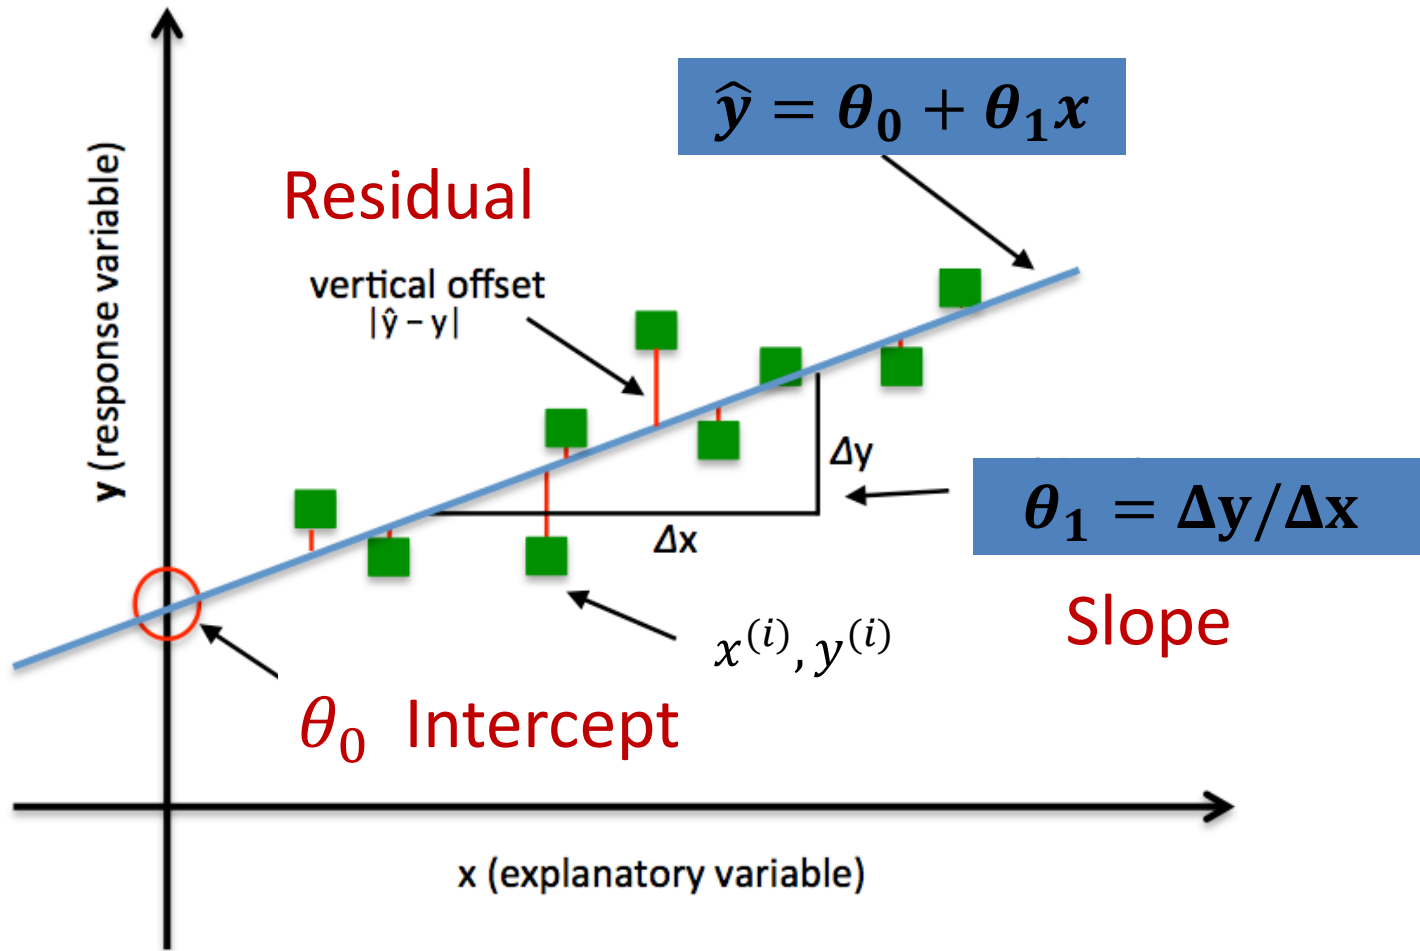 ŷ = θ₀ + θ₁x
Residual
vertical offset
|ŷ – y|
y (response variable)
Δy
θ₁ = Δy/Δx
Δx
Slope
x⁽ⁱ⁾, y⁽ⁱ⁾
θ₀ Intercept
x (explanatory variable)